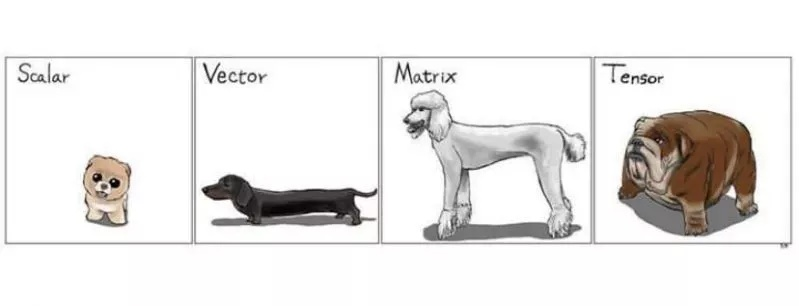 Scalar
Vector
Matrix
Tensor